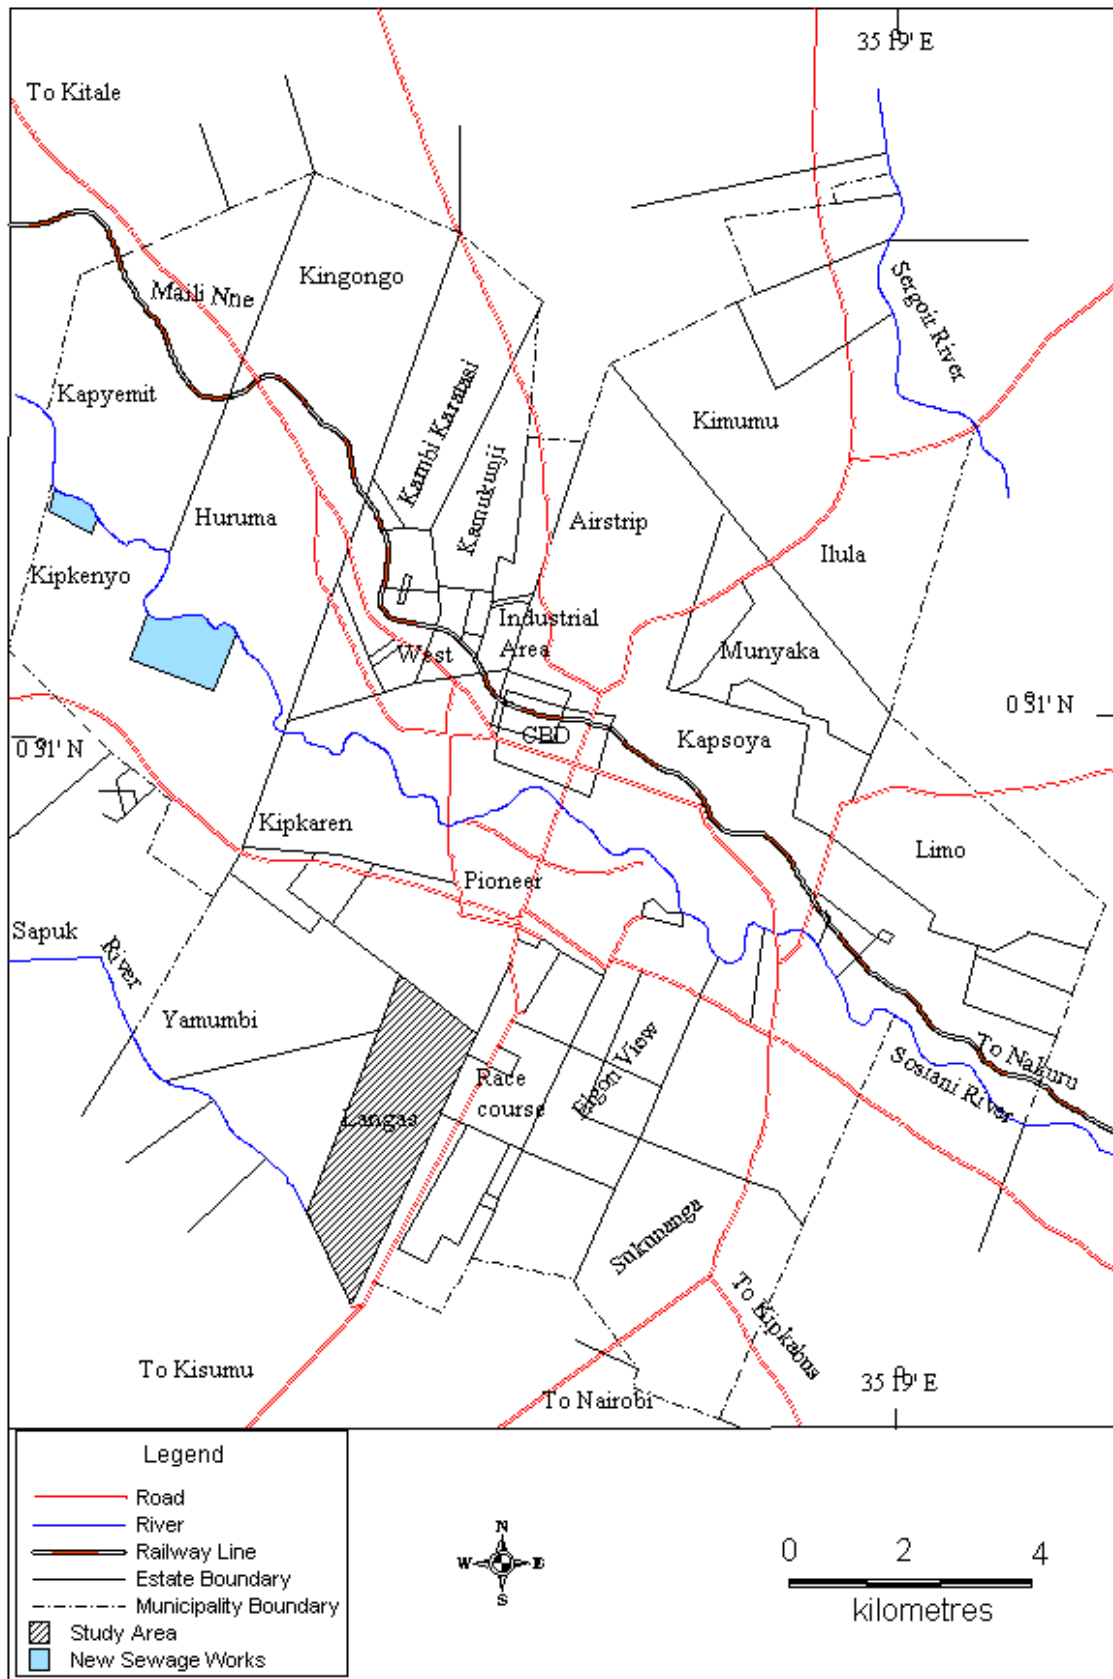 35 19' E
To Kitale
Kingongo
Maili Nne
Sergoit River
Kapyemit
Kimumu
Kambi Karatasi
Kamukunji
Huruma
Airstrip
Ilula
Kipkenyo
Industrial
Area
West
Munyaka
0 31' N
CBD
Kapsoya
0 31' N
Kipkaren
Limo
Pioneer
Sapuk
River
Yamumbi
To Nakuru
Sosiani River
Race
course
Elgon View
Langas
Sukunanga
To Kipkabus
To Kisumu
To Nairobi
35 19' E
Legend
Road
River
Railway Line
Estate Boundary
Municipality Boundary
Study Area
New Sewage Works
N
W E
S
0 2 4
kilometres